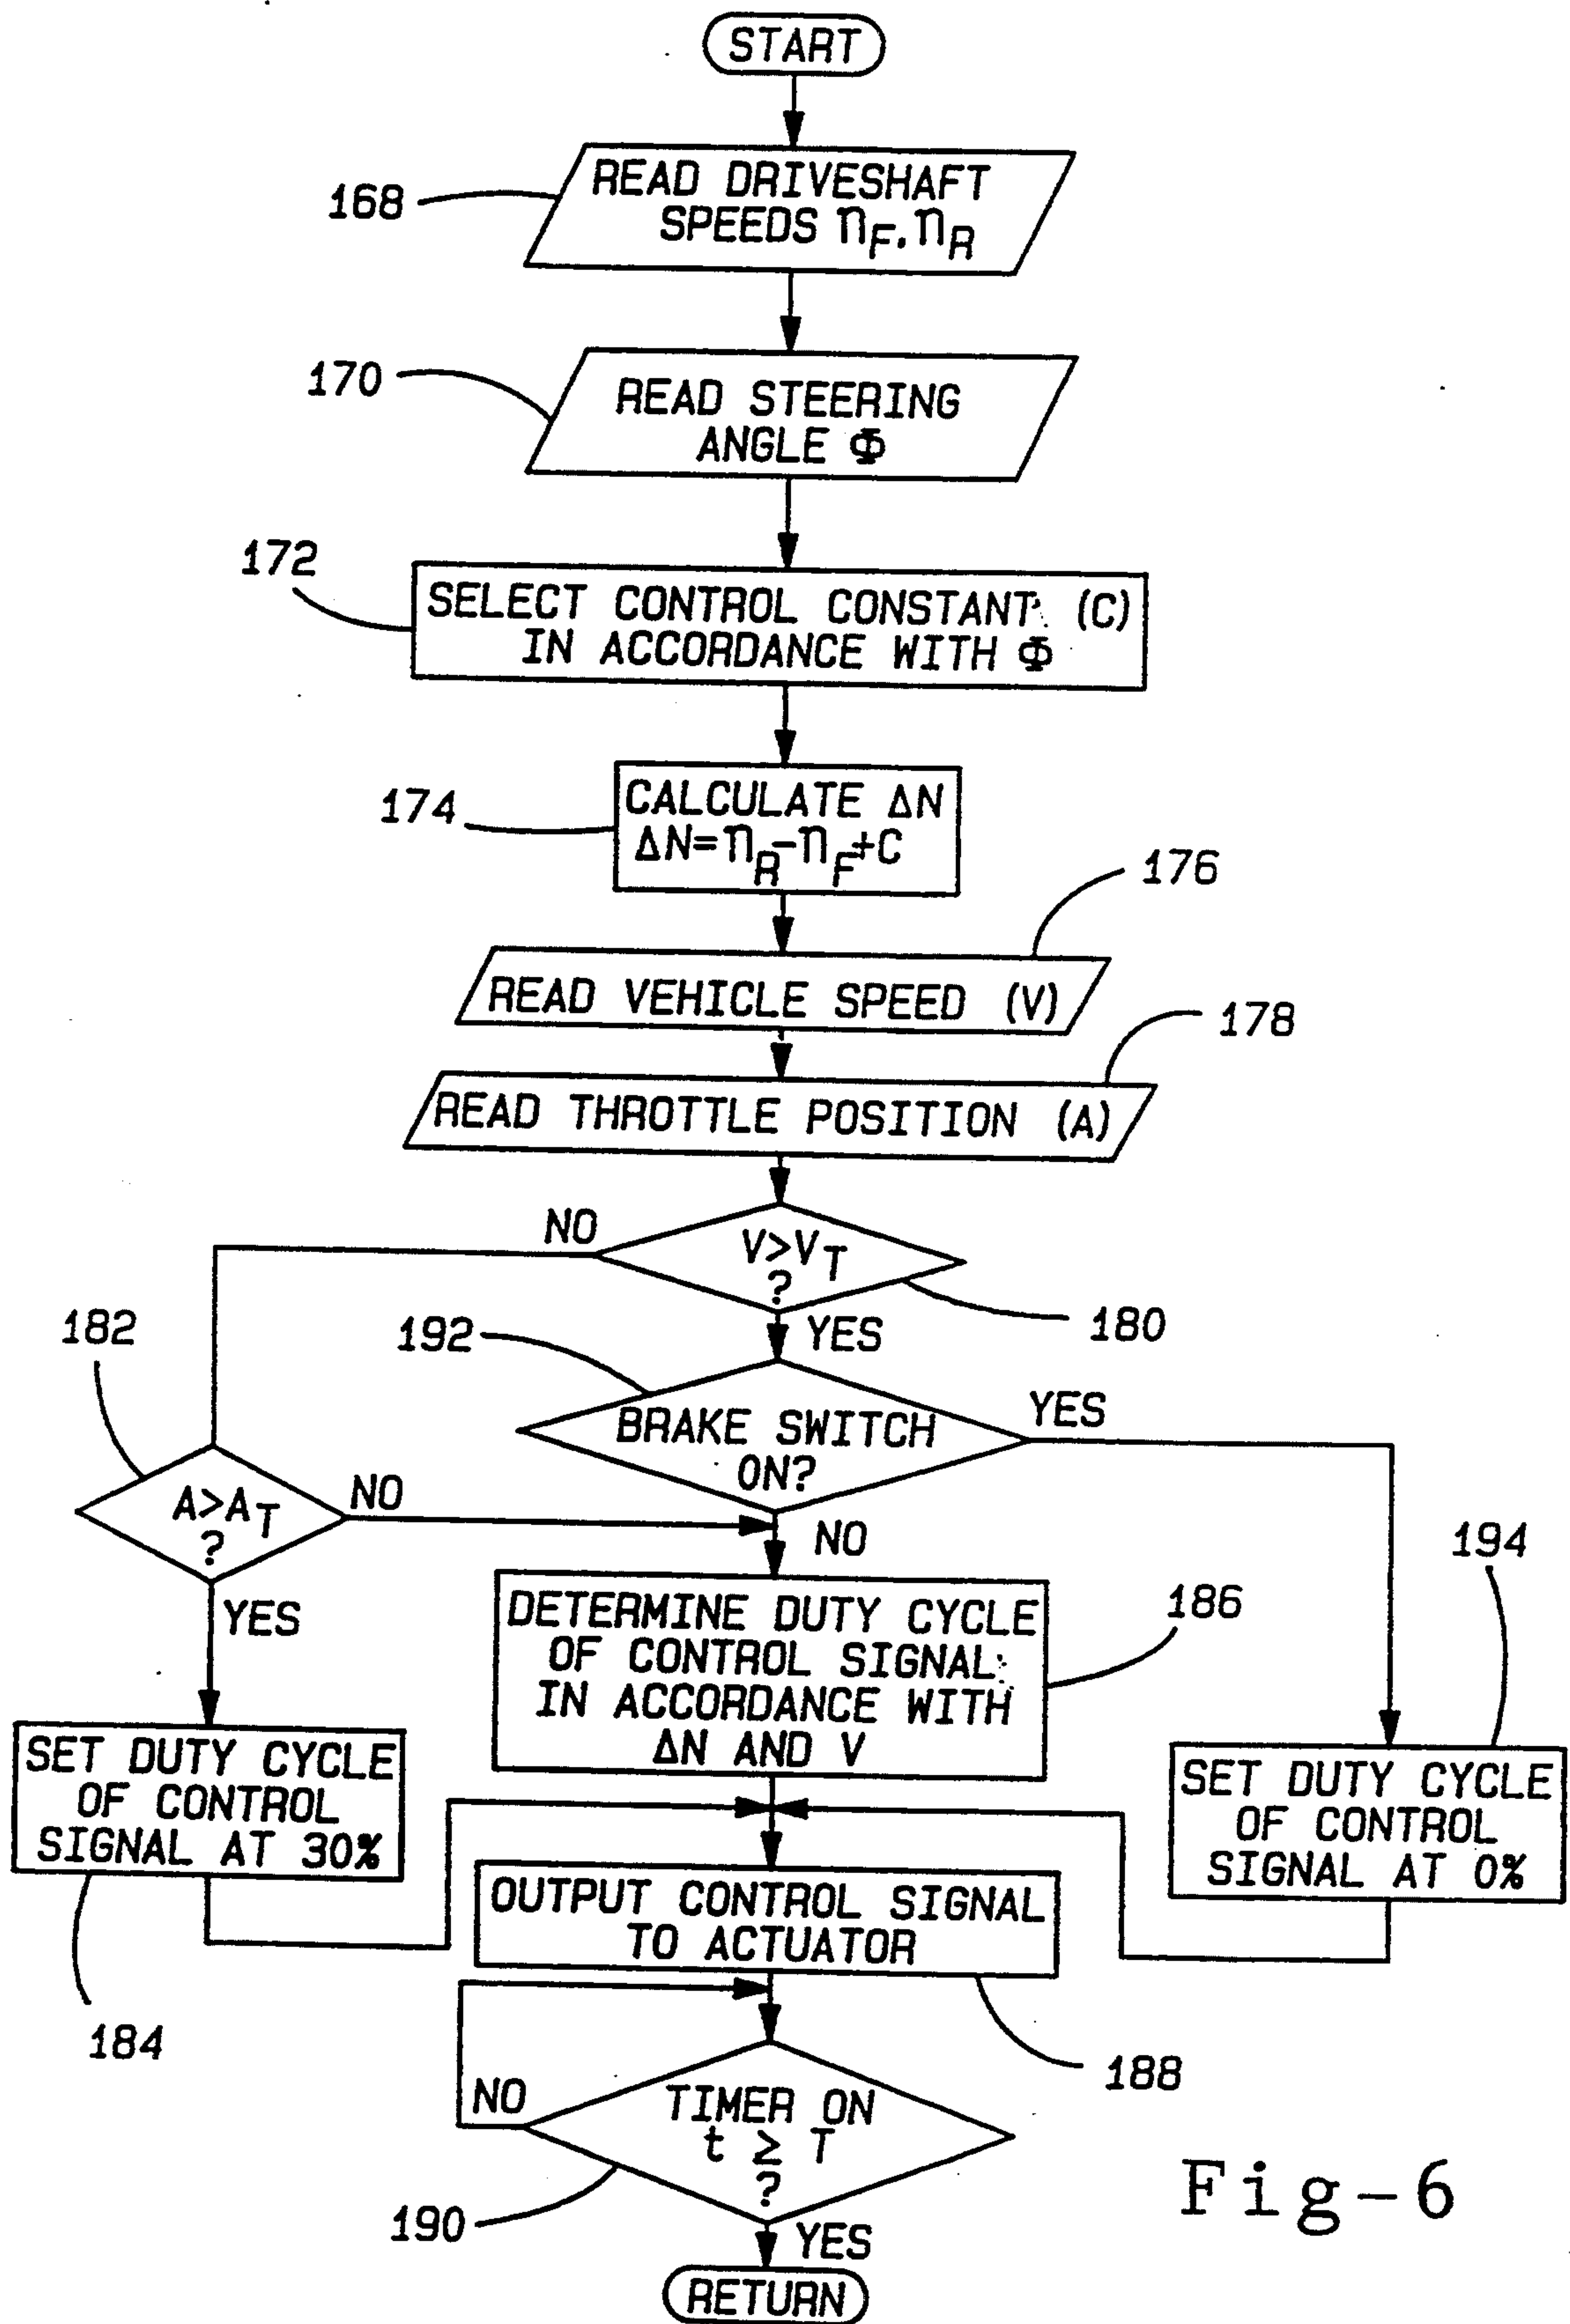 START
168
READ DRIVESHAFT
SPEEDS nF, nR
170
READ STEERING
ANGLE Φ
172
SELECT CONTROL CONSTANT (C)
IN ACCORDANCE WITH Φ
174
CALCULATE ΔN
ΔN=nR-nF+C
176
READ VEHICLE SPEED (V)
178
READ THROTTLE POSITION (A)
NO
V>VT
?
180
YES
182
192
BRAKE SWITCH
ON?
YES
A>AT
?
NO
NO
194
YES
DETERMINE DUTY CYCLE
OF CONTROL SIGNAL
IN ACCORDANCE WITH
ΔN AND V
186
SET DUTY CYCLE
OF CONTROL
SIGNAL AT 30%
SET DUTY CYCLE
OF CONTROL
SIGNAL AT 0%
OUTPUT CONTROL SIGNAL
TO ACTUATOR
184
188
NO
TIMER ON
t ≥ T
?
190
YES
RETURN
Fig-6